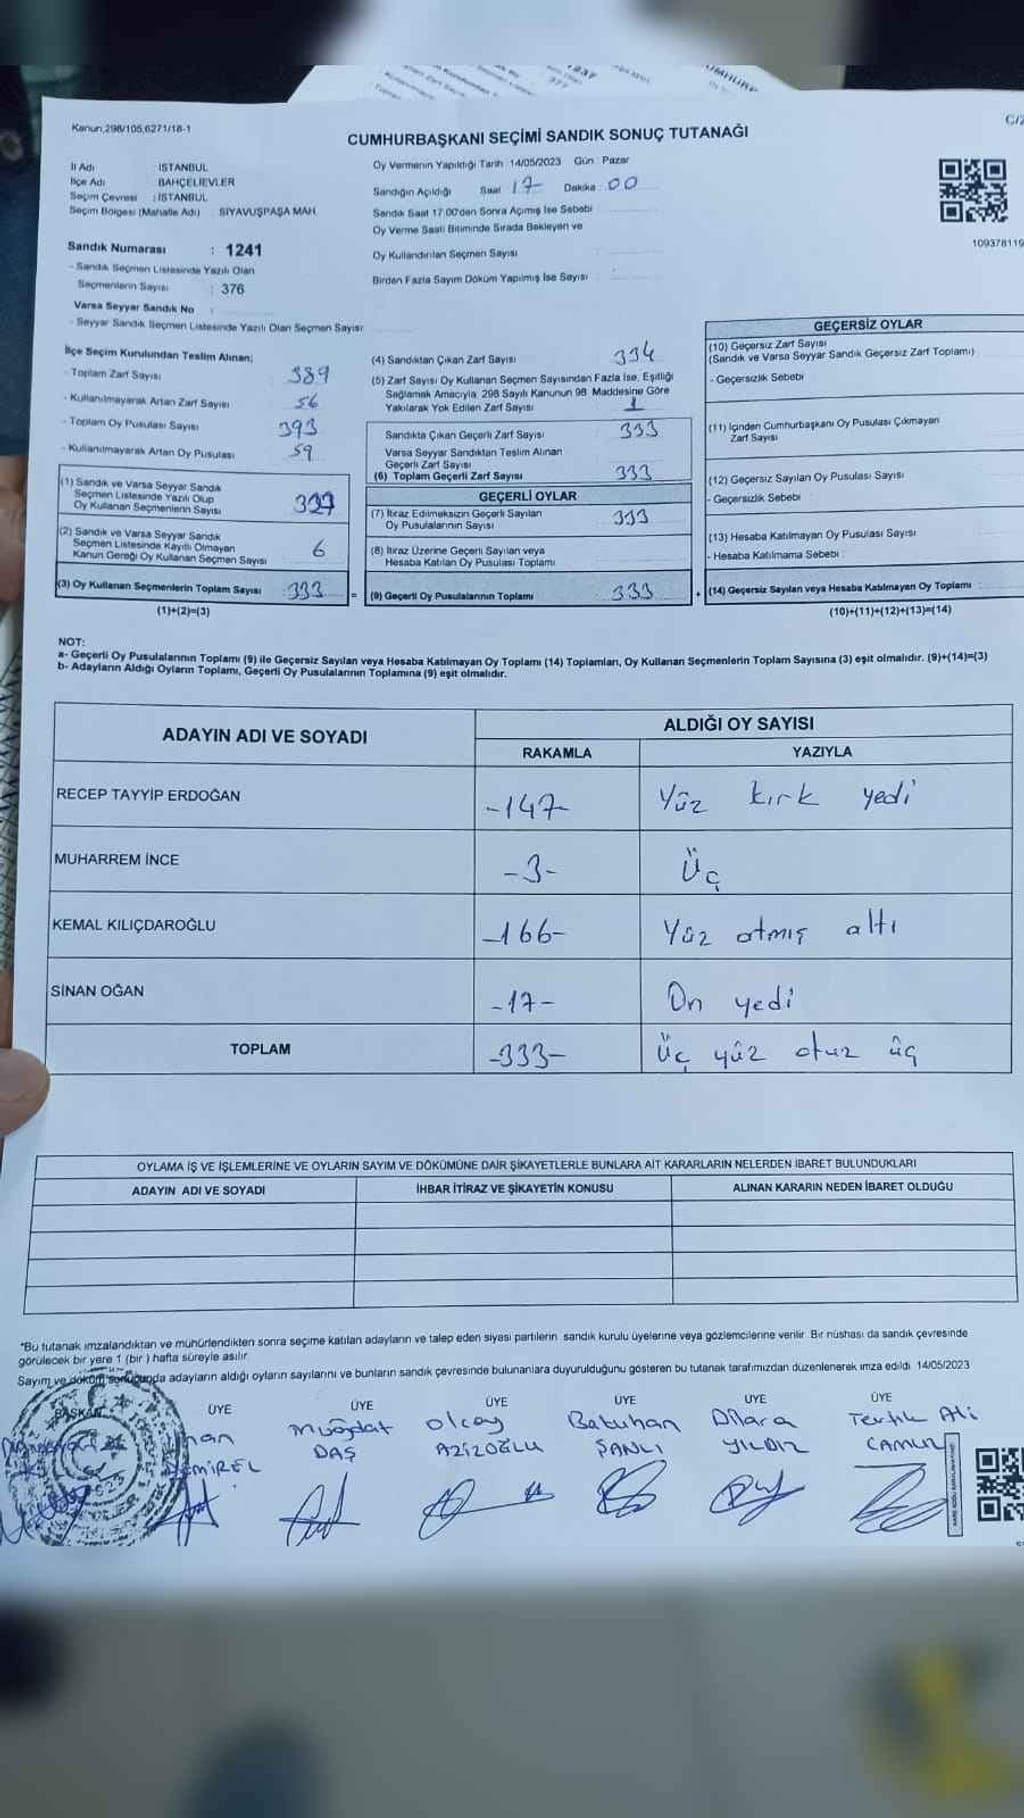 Kanun,298/105,6271/18-1
C/2
CUMHURBAŞKANI SEÇİMİ SANDIK SONUÇ TUTANAĞI
İl Adı : İSTANBUL
İlçe Adı : BAHÇELİEVLER
Seçim Çevresi : İSTANBUL
Seçim Bölgesi (Mahalle Adı) : SİYAVUŞPAŞA MAH.
Oy Vermenin Yapıldığı Tarih :14/05/2023 Gün : Pazar
Sandığın Açıldığı Saat : 17 Dakika : 00
Sandık Saat 17:00'den Sonra Açılmış İse Sebebi
Oy Verme Saati Bitiminde Sırada Bekleyen ve
Oy Kullandırılan Seçmen Sayısı
Birden Fazla Sayım Döküm Yapılmış İse Sayısı
109378119
Sandık Numarası : 1241
- Sandık Seçmen Listesinde Yazılı Olan
Seçmenlerin Sayısı : 376
Varsa Seyyar Sandık No :
- Seyyar Sandık Seçmen Listesinde Yazılı Olan Seçmen Sayısı
İlçe Seçim Kurulundan Teslim Alınan;
- Toplam Zarf Sayısı 389
- Kullanılmayarak Artan Zarf Sayısı 56
- Toplam Oy Pusulası Sayısı 393
- Kullanılmayarak Artan Oy Pusulası 59
(1) Sandık ve Varsa Seyyar Sandık
Seçmen Listesinde Yazılı Olup
Oy Kullanan Seçmenlerin Sayısı 327
(2) Sandık ve Varsa Seyyar Sandık
Seçmen Listesinde Kayıtlı Olmayan
Kanun Gereği Oy Kullanan Seçmen Sayısı 6
(3) Oy Kullanan Seçmenlerin Toplam Sayısı 333 =
(1)+(2)=(3)
(4) Sandıktan Çıkan Zarf Sayısı 334
(5) Zarf Sayısı Oy Kullanan Seçmen Sayısından Fazla İse, Eşitliği
Sağlamak Amacıyla, 298 Sayılı Kanunun 98. Maddesine Göre
Yakılarak Yok Edilen Zarf Sayısı 1
Sandıkta Çıkan Geçerli Zarf Sayısı 333
Varsa Seyyar Sandıktan Teslim Alınan
Geçerli Zarf Sayısı
(6) Toplam Geçerli Zarf Sayısı 333
GEÇERLİ OYLAR
(7) İtiraz Edilmeksizin Geçerli Sayılan
Oy Pusulalarının Sayısı 333
(8) İtiraz Üzerine Geçerli Sayılan veya
Hesaba Katılan Oy Pusulası Toplamı
(9) Geçerli Oy Pusulalarının Toplamı 333 +
GEÇERSİZ OYLAR
(10) Geçersiz Zarf Sayısı
(Sandık ve Varsa Seyyar Sandık Geçersiz Zarf Toplamı)
- Geçersizlik Sebebi
(11) İçinden Cumhurbaşkanı Oy Pusulası Çıkmayan
Zarf Sayısı
(12) Geçersiz Sayılan Oy Pusulası Sayısı
- Geçersizlik Sebebi
(13) Hesaba Katılmayan Oy Pusulası Sayısı
- Hesaba Katılmama Sebebi :
(14) Geçersiz Sayılan veya Hesaba Katılmayan Oy Toplamı
(10)+(11)+(12)+(13)=(14)
NOT:
a- Geçerli Oy Pusulalarının Toplamı (9) ile Geçersiz Sayılan veya Hesaba Katılmayan Oy Toplamı (14) Toplamları, Oy Kullanan Seçmenlerin Toplam Sayısına (3) eşit olmalıdır. (9)+(14)=(3)
b- Adayların Aldığı Oyların Toplamı, Geçerli Oy Pusulalarının Toplamına (9) eşit olmalıdır.
ADAYIN ADI VE SOYADI ALDIĞI OY SAYISI
RAKAMLA YAZIYLA
RECEP TAYYİP ERDOĞAN -147- Yüz kırk yedi
MUHARREM İNCE -3- Üç
KEMAL KILIÇDAROĞLU -166- Yüz atmış altı
SİNAN OĞAN -17- On yedi
TOPLAM -333- Üç yüz otuz üç
OYLAMA İŞ VE İŞLEMLERİNE VE OYLARIN SAYIM VE DÖKÜMÜNE DAİR ŞİKAYETLERLE BUNLARA AİT KARARLARIN NELERDEN İBARET BULUNDUKLARI
ADAYIN ADI VE SOYADI İHBAR İTİRAZ VE ŞİKAYETİN KONUSU ALINAN KARARIN NEDEN İBARET OLDUĞU
*Bu tutanak imzalandıktan ve mühürlendikten sonra seçime katılan adayların ve talep eden siyasi partilerin sandık kurulu üyelerine veya gözlemcilerine verilir. Bir nüshası da sandık çevresinde
görülecek bir yere 1 (bir ) hafta süreyle asılır.
Sayım ve döküm sonucunda adayların aldığı oyların sayılarını ve bunların sandık çevresinde bulunanlara duyurulduğunu gösteren bu tutanak tarafımızdan düzenlenerek imza edildi. 14/05/2023
BAŞKAN ÜYE ÜYE ÜYE ÜYE ÜYE ÜYE
Müğdat Olcay Batuhan Dilara Tevfik Ali
DEMİREL DAŞ AZİZOĞLU ŞANLI YILDIZ CAMUZ